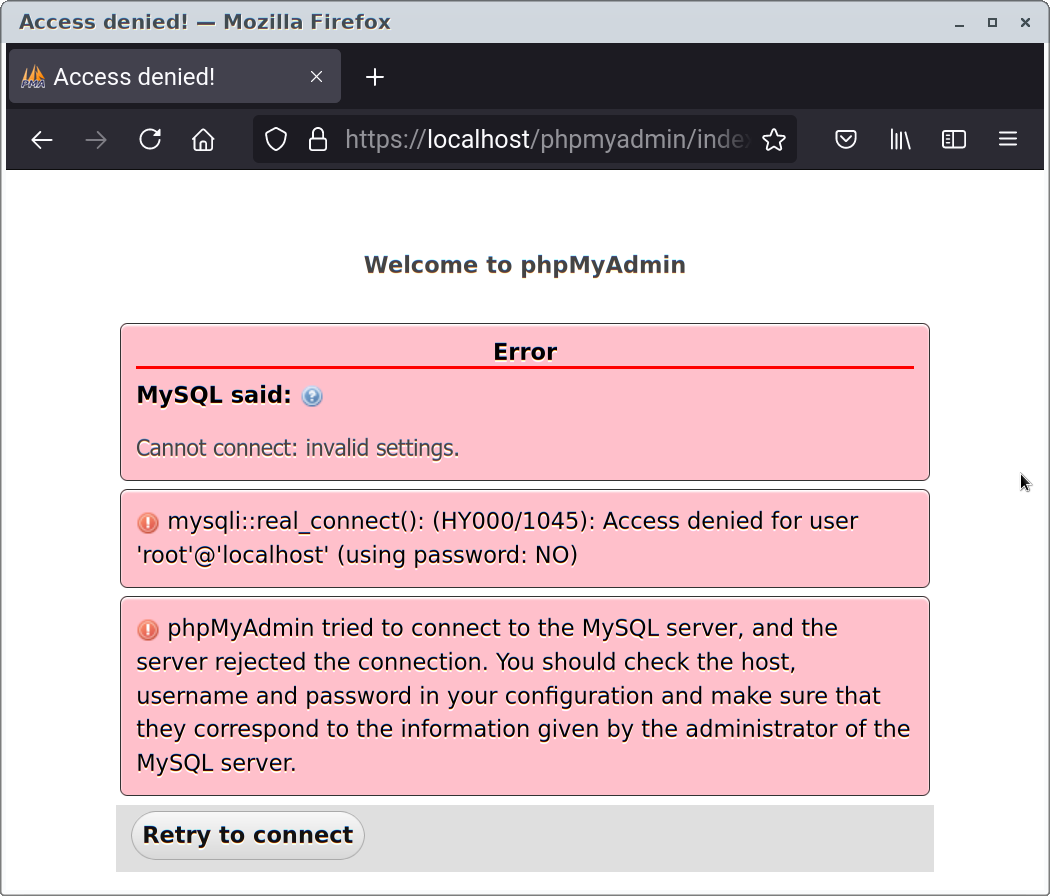 Access denied! — Mozilla Firefox
PMA Access denied!
https://localhost/phpmyadmin/inde
Welcome to phpMyAdmin
Error
MySQL said:
Cannot connect: invalid settings.
mysqli::real_connect(): (HY000/1045): Access denied for user
'root'@'localhost' (using password: NO)
phpMyAdmin tried to connect to the MySQL server, and the
server rejected the connection. You should check the host,
username and password in your configuration and make sure that
they correspond to the information given by the administrator of the
MySQL server.
Retry to connect